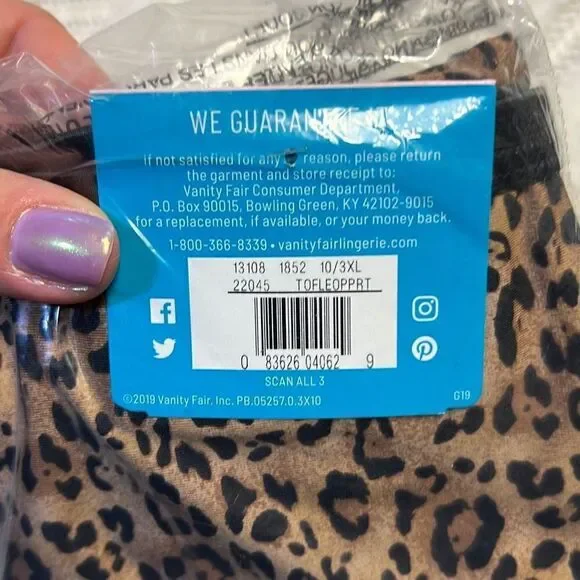 WE GUARANTEE
If not satisfied for any reason, please return
the garment and store receipt to:
Vanity Fair Consumer Department,
P.O. Box 90015, Bowling Green, KY 42102-9015
for a replacement, if available, or your money back.
1-800-366-8339 • vanityfairlingerie.com
13108 1852 10/3XL
22045 TOFLEOPPRT
0 83626 04062 9
SCAN ALL 3
©2019 Vanity Fair, Inc. PB.05257.0.3X10 G19